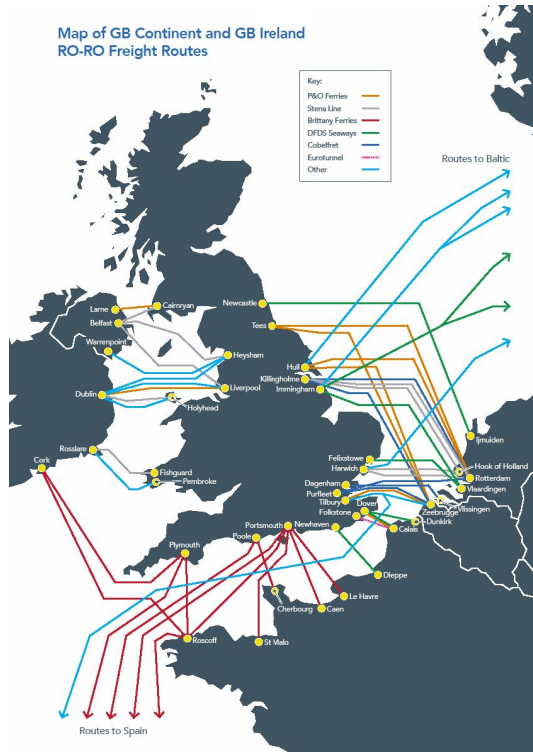 Map of GB Continent and GB Ireland
RO-RO Freight Routes
Key:
P&O Ferries
Stena Line
Brittany Ferries
DFDS Seaways
Cobelfret
Eurotunnel
Other
Routes to Baltic
Larne
Cairnryan
Belfast
Warrenpoint
Newcastle
Tees
Heysham
Hull
Killingholme
Immingham
Dublin
Liverpool
Holyhead
Ijmuiden
Cork
Rosslare
Felixstowe
Harwich
Hook of Holland
Rotterdam
Fishguard
Pembroke
Dagenham
Purfleet
Tilbury
Vlaardingen
Dover
Folkstone
Zeebrugge
Vlissingen
Calais
Dunkirk
Portsmouth
Newhaven
Poole
Plymouth
Dieppe
Le Havre
Cherbourg
Caen
Roscoff
St Malo
Routes to Spain